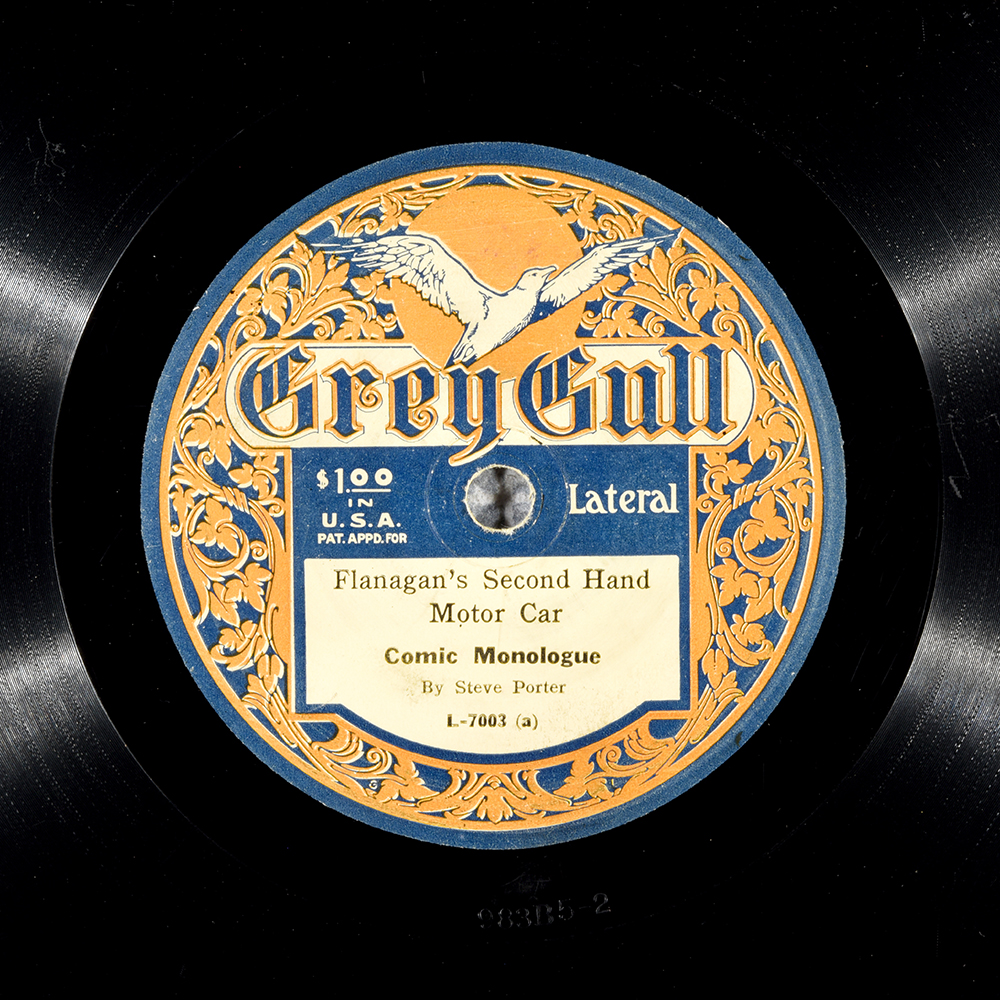 Grey Gull
$1.00
IN
U.S.A.
PAT. APPD. FOR
Lateral
Flanagan's Second Hand
Motor Car
Comic Monologue
By Steve Porter
L-7003 (a)